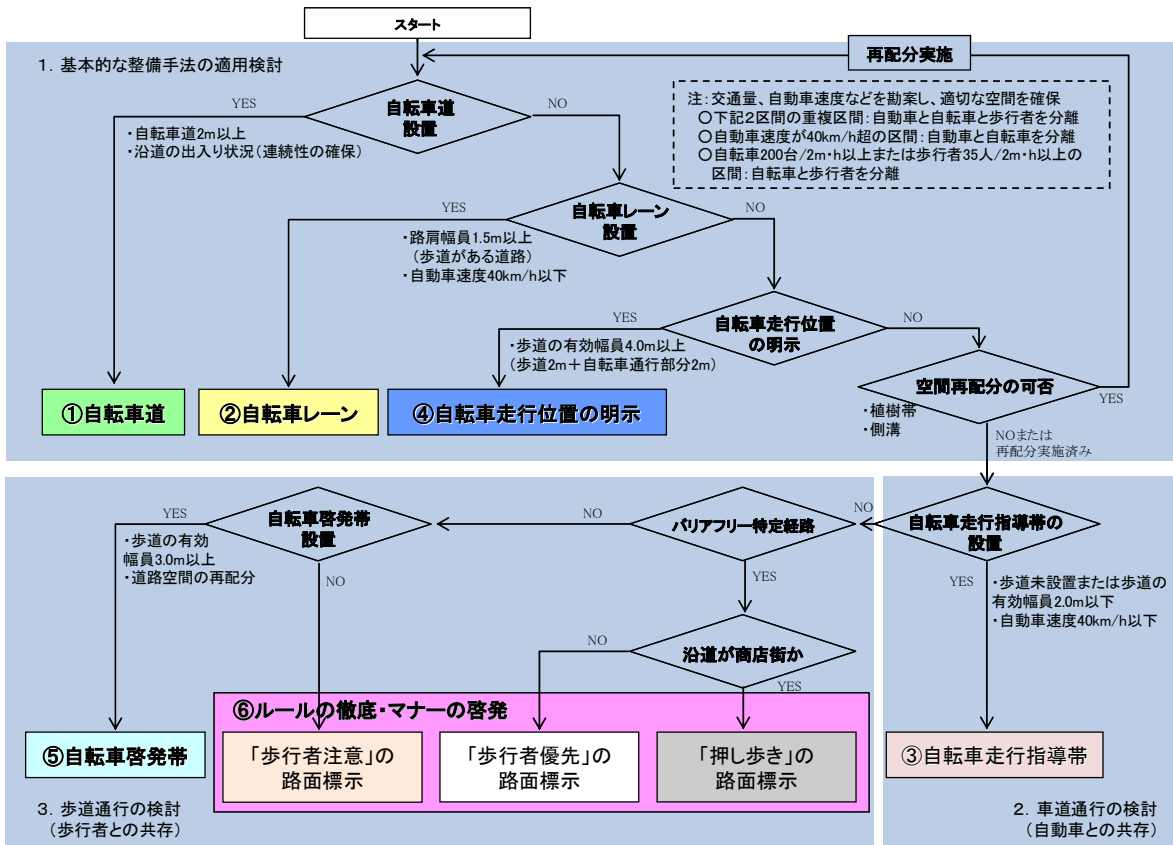 スタート
再配分実施
1．基本的な整備手法の適用検討
注：交通量、自動車速度などを勘案し、適切な空間を確保
〇下記２区間の重複区間：自動車と自転車と歩行者を分離
〇自動車速度が40km/h超の区間：自動車と自転車を分離
〇自転車200台/2m・h以上または歩行者35人/2m・h以上の
区間：自転車と歩行者を分離
YES
自転車道
設置
NO
・自転車道2m以上
・沿道の出入り状況（連続性の確保）
YES
自転車レーン
設置
NO
・路肩幅員1.5m以上
（歩道がある道路）
・自動車速度40km/h以下
YES
自転車走行位置
の明示
NO
・歩道の有効幅員4.0m以上
（歩道2m＋自転車通行部分2m）
空間再配分の可否
YES
・植樹帯
・側溝
NOまたは
再配分実施済み
①自転車道
②自転車レーン
④自転車走行位置の明示
YES
自転車啓発帯
設置
NO
バリアフリー特定経路
NO
自転車走行指導帯の
設置
・歩道の有効
幅員3.0m以上
・道路空間の再配分
NO
YES
YES
・歩道未設置または歩道の
有効幅員2.0m以下
・自動車速度40km/h以下
NO
沿道が商店街か
YES
⑥ルールの徹底・マナーの啓発
⑤自転車啓発帯
「歩行者注意」の
路面標示
「歩行者優先」の
路面標示
「押し歩き」の
路面標示
③自転車走行指導帯
3．歩道通行の検討
（歩行者との共存）
2．車道通行の検討
（自動車との共存）